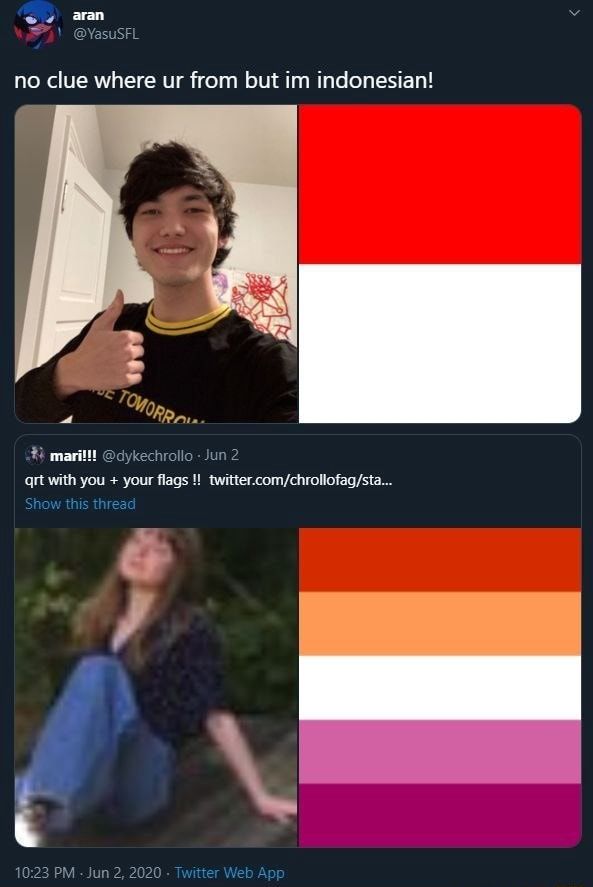 aran
@YasuSFL
no clue where ur from but im indonesian!
TOMORROW
mari!!! @dykechrollo · Jun 2
qrt with you + your flags !! twitter.com/chrollofag/sta...
Show this thread
10:23 PM · Jun 2, 2020 · Twitter Web App